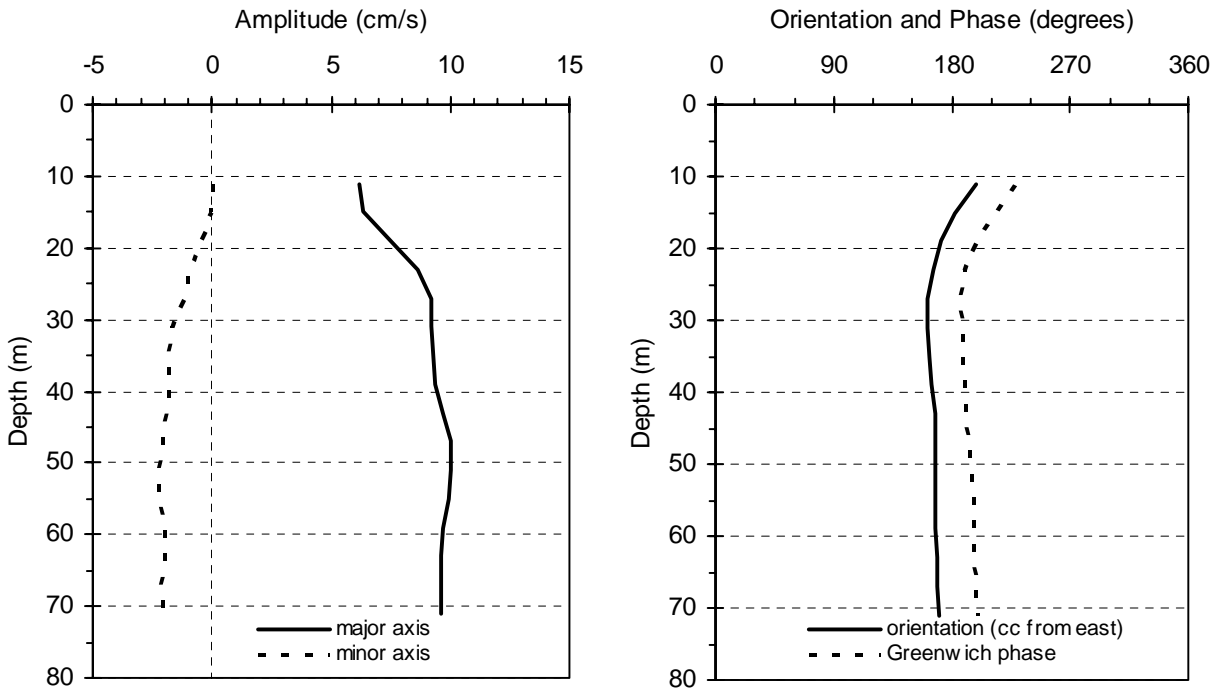 Amplitude (cm/s)
-5 0 5 10 15
0
10
20
30
40
50
60
70
80
Depth (m)
major axis
minor axis
Orientation and Phase (degrees)
0 90 180 270 360
0
10
20
30
40
50
60
70
80
Depth (m)
orientation (cc from east)
Greenwich phase